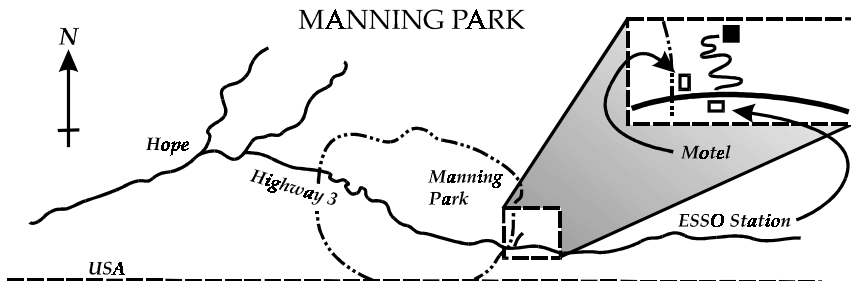 MANNING PARK
N
Hope
Highway 3
Manning
Park
Motel
ESSO Station
USA